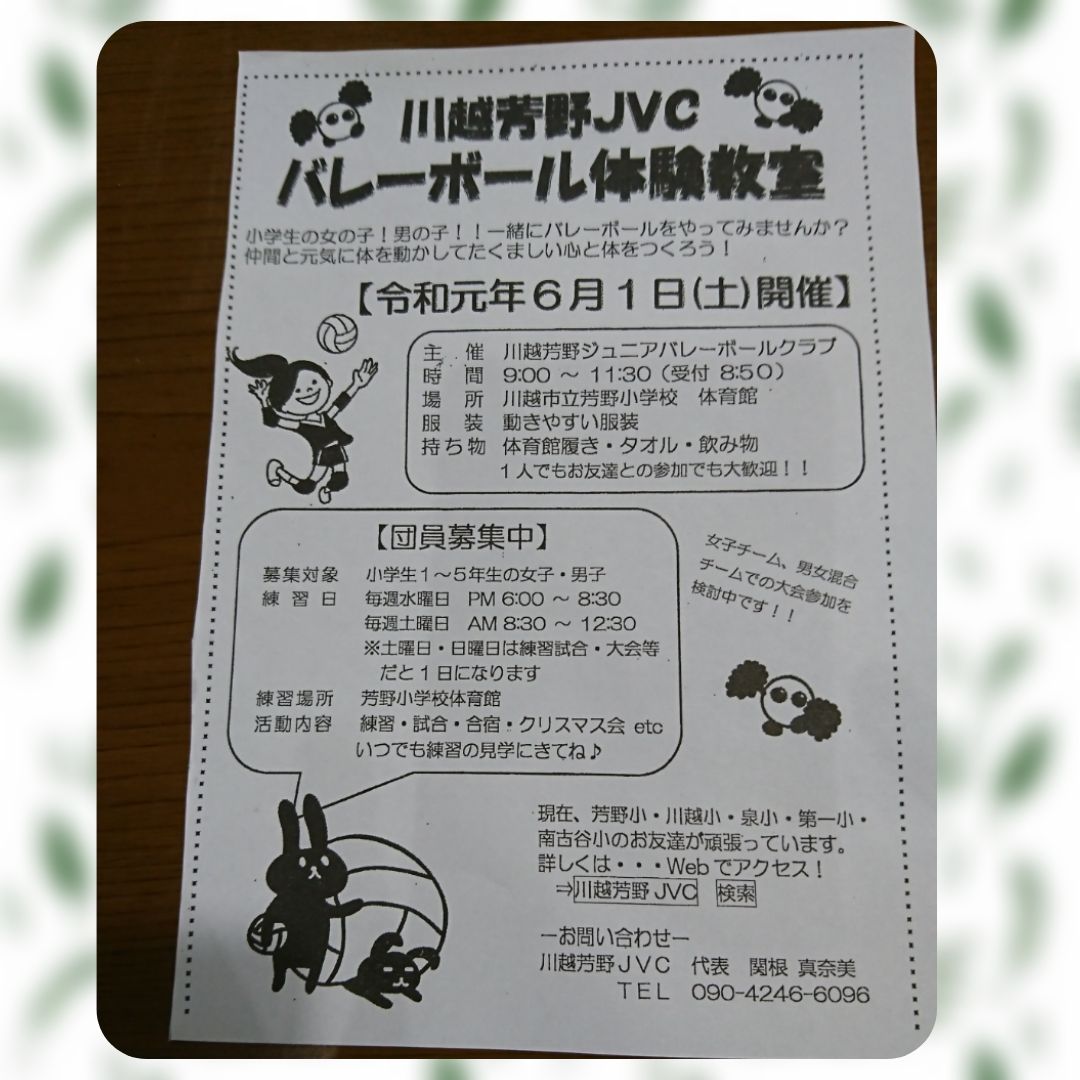 川越芳野JVC
バレーボール体験教室
小学生の女の子！男の子！！一緒にバレーボールをやってみませんか？
仲間と元気に体を動かしてたくましい心と体をつくろう！
【令和元年６月１日(土)開催】
主　催　川越芳野ジュニアバレーボールクラブ
時　間　9:00 ～ 11:30（受付 8:50）
場　所　川越市立芳野小学校　体育館
服　装　動きやすい服装
持ち物　体育館履き・タオル・飲み物
１人でもお友達との参加でも大歓迎！！
【団員募集中】
募集対象　小学生１～５年生の女子・男子
練 習 日　毎週水曜日　PM 6:00 ～ 8:30
毎週土曜日　AM 8:30 ～ 12:30
※土曜日・日曜日は練習試合・大会等
だと１日になります
練習場所　芳野小学校体育館
活動内容　練習・試合・合宿・クリスマス会 etc
いつでも練習の見学にきてね♪
女子チーム、男女混合
チームでの大会参加を
検討中です！！
現在、芳野小・川越小・泉小・第一小・
南古谷小のお友達が頑張っています。
詳しくは・・・Web でアクセス！
⇒川越芳野 JVC　検索
ーお問い合わせー
川越芳野ＪＶＣ　代表　関根 真奈美
ＴＥＬ　090-4246-6096